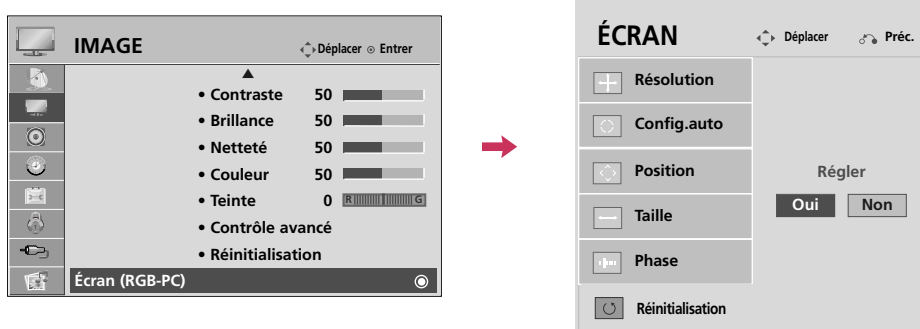 IMAGE
Déplacer Entrer
• Contraste 50
• Brillance 50
• Netteté 50
• Couleur 50
• Teinte 0 R G
• Contrôle avancé
• Réinitialisation
Écran (RGB-PC)
ÉCRAN
Déplacer Préc.
Résolution
Config.auto
Position
Taille
Phase
Réinitialisation
Régler
Oui Non